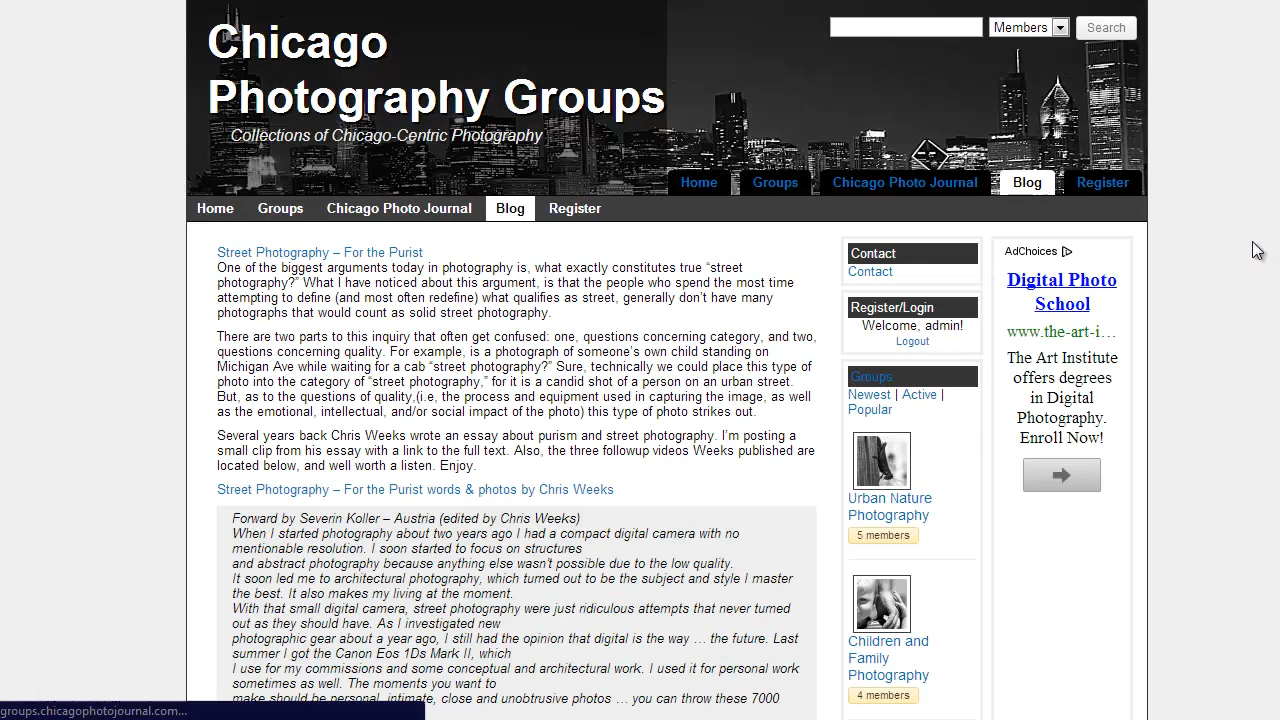 Chicago
Photography Groups
Collections of Chicago-Centric Photography
Members
Search
Home
Groups
Chicago Photo Journal
Blog
Register
Home
Groups
Chicago Photo Journal
Blog
Register
Street Photography – For the Purist
One of the biggest arguments today in photography is, what exactly constitutes true “street
photography?” What I have noticed about this argument, is that the people who spend the most time
attempting to define (and most often redefine) what qualifies as street, generally don’t have many
photographs that would count as solid street photography.
There are two parts to this inquiry that often get confused: one, questions concerning category, and two,
questions concerning quality. For example, is a photograph of someone’s own child standing on
Michigan Ave while waiting for a cab “street photography?” Sure, technically we could place this type of
photo into the category of “street photography,” for it is a candid shot of a person on an urban street.
But, as to the questions of quality,(i.e, the process and equipment used in capturing the image, as well
as the emotional, intellectual, and/or social impact of the photo) this type of photo strikes out.
Several years back Chris Weeks wrote an essay about purism and street photography. I’m posting a
small clip from his essay with a link to the full text. Also, the three followup videos Weeks published are
located below, and well worth a listen. Enjoy.
Street Photography – For the Purist words & photos by Chris Weeks
Forward by Severin Koller – Austria (edited by Chris Weeks)
When I started photography about two years ago I had a compact digital camera with no
mentionable resolution. I soon started to focus on structures
and abstract photography because anything else wasn't possible due to the low quality.
It soon led me to architectural photography, which turned out to be the subject and style I master
the best. It also makes my living at the moment.
With that small digital camera, street photography were just ridiculous attempts that never turned
out as they should have. As I investigated new
photographic gear about a year ago, I still had the opinion that digital is the way … the future. Last
summer I got the Canon Eos 1Ds Mark II, which
I use for my commissions and some conceptual and architectural work. I used it for personal work
sometimes as well. The moments you want to
make should be personal, intimate, close and unobtrusive photos … you can throw these 7000
Contact
Contact
Register/Login
Welcome, admin!
Logout
Groups
Newest | Active |
Popular
Urban Nature
Photography
5 members
Children and
Family
Photography
4 members
AdChoices
Digital Photo
School
www.the-art-i…
The Art Institute
offers degrees
in Digital
Photography.
Enroll Now!
groups.chicagophotojournal.com...